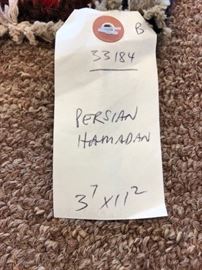 B
33184
PERSIAN
HAMADAN
3⁷ x 11²